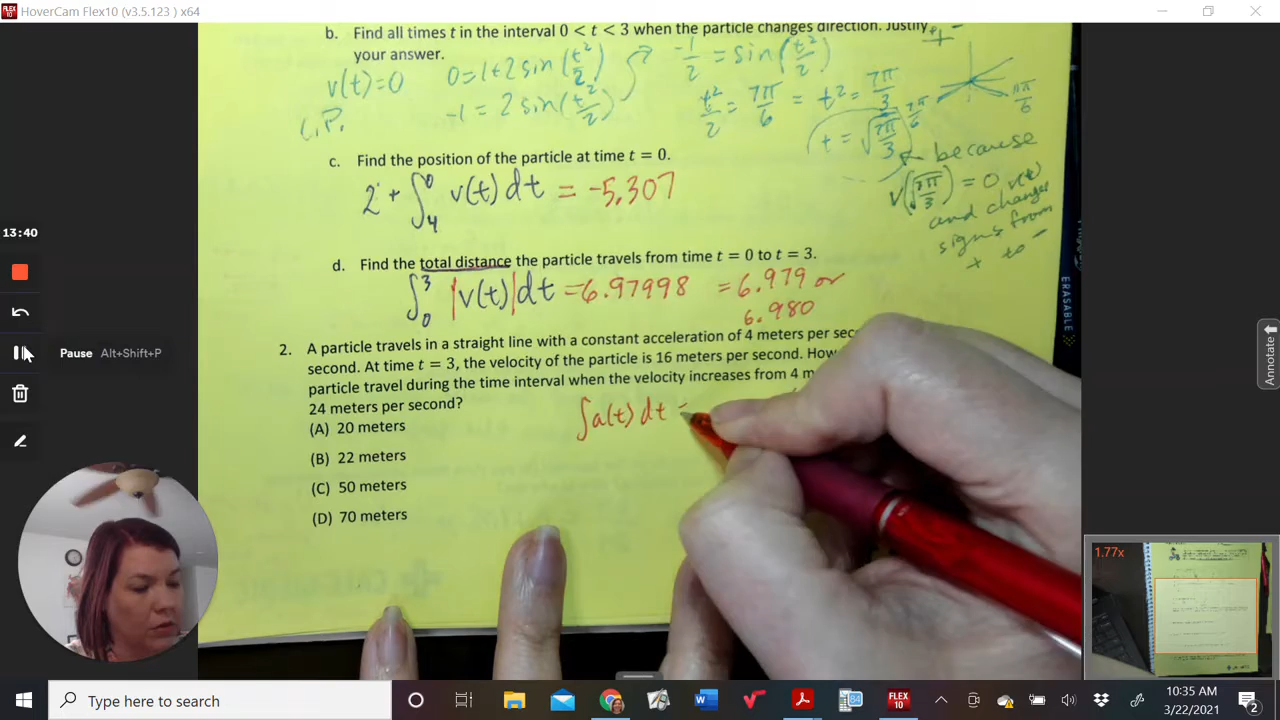 HoverCam Flex10 (v3.5.123) x64
b. Find all times t in the interval 0 < t < 3 when the particle changes direction. Justify
your answer.
v(t)=0
0=1+2sin(t²/2)
-1/2 = sin(t²/2)
-1 = 2sin(t²/2)
t²/2 = 7π/6 = t² = 7π/3
7π/6
11π/6
C.P.
t = √7π/3
because
v(√7π/3) = 0 v(t)
and changes
signs from
+ to -
c. Find the position of the particle at time t = 0.
2 + ∫₄⁰ v(t) dt = -5.307
13:40
d. Find the total distance the particle travels from time t = 0 to t = 3.
∫₀³ |v(t)| dt = 6.97998 = 6.979 or
6.980
ERASABLE
2. A particle travels in a straight line with a constant acceleration of 4 meters per sec
second. At time t = 3, the velocity of the particle is 16 meters per second. How
particle travel during the time interval when the velocity increases from 4 m
24 meters per second?
∫a(t) dt =
(A) 20 meters
(B) 22 meters
(C) 50 meters
(D) 70 meters
Pause Alt+Shift+P
Annotate Here
1.77x
Type here to search
W
FLEX
10
10:35 AM
3/22/2021
2